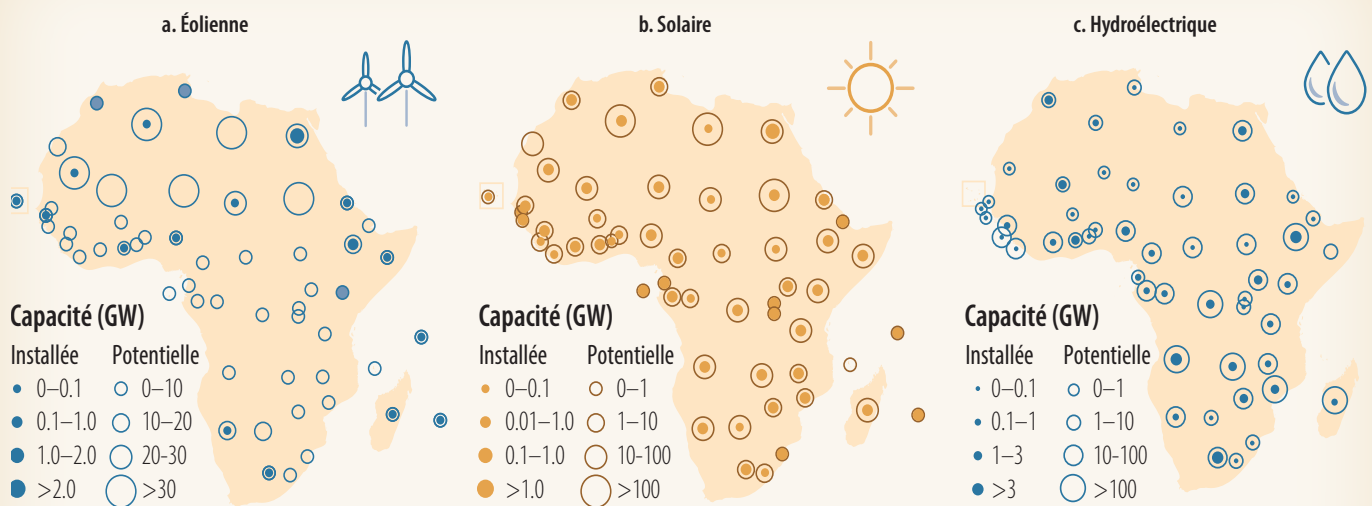 a. Éolienne
b. Solaire
c. Hydroélectrique
Capacité (GW)
Installée Potentielle
0–0.1 0–10
0.1–1.0 10–20
1.0–2.0 20-30
>2.0 >30
Capacité (GW)
Installée Potentielle
0–0.1 0–1
0.01–1.0 1–10
0.1–1.0 10-100
>1.0 >100
Capacité (GW)
Installée Potentielle
0–0.1 0–1
0.1–1 1–10
1–3 10-100
>3 >100